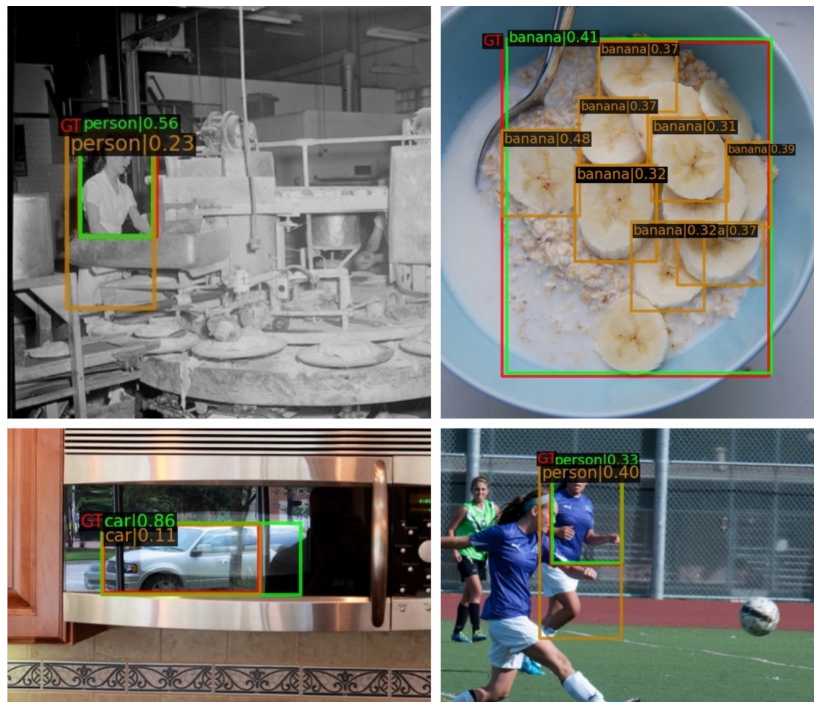 GT person|0.56
person|0.23
GT banana|0.41
banana|0.37
banana|0.37
banana|0.31
banana|0.48
banana|0.39
banana|0.32
banana|0.32
a|0.37
GT car|0.86
car|0.11
GT person|0.33
person|0.40